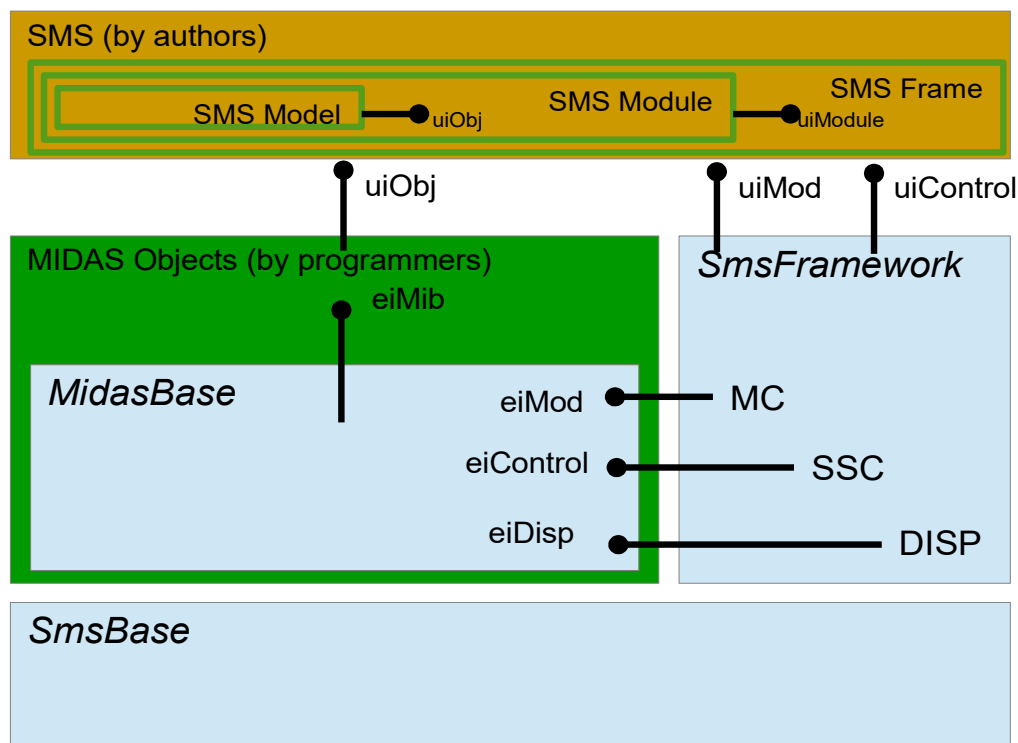 SMS (by authors)
SMS Frame
SMS Module
SMS Model
uiObj
uiModule
uiObj
uiMod
uiControl
MIDAS Objects (by programmers)
SmsFramework
eiMib
MidasBase
eiMod
MC
eiControl
SSC
eiDisp
DISP
SmsBase